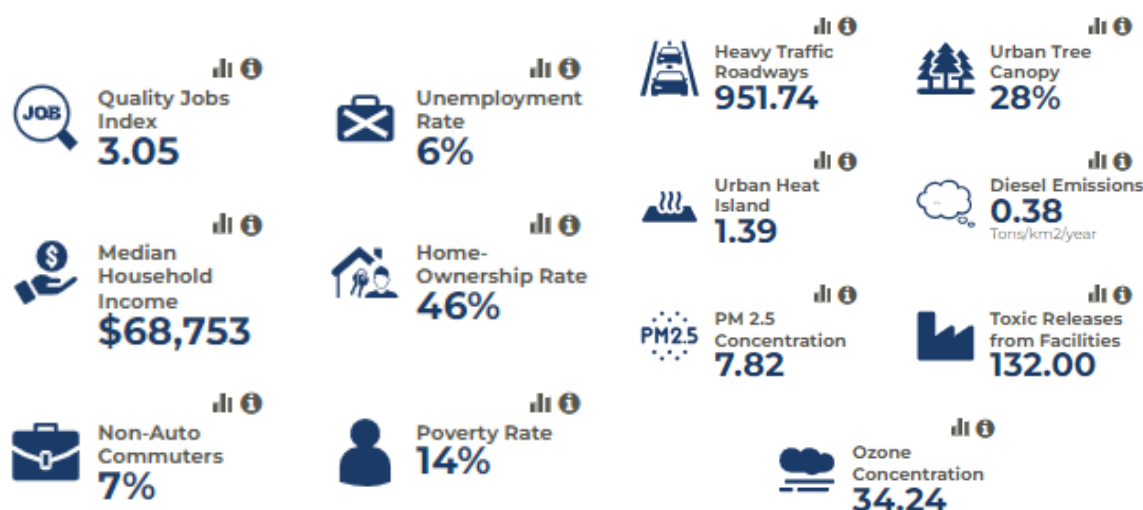 JOB
Quality Jobs
Index
3.05
Unemployment
Rate
6%
Median
Household
Income
$68,753
Home-
Ownership Rate
46%
Non-Auto
Commuters
7%
Poverty Rate
14%
Heavy Traffic
Roadways
951.74
Urban Tree
Canopy
28%
Urban Heat
Island
1.39
Diesel Emissions
0.38
Tons/km2/year
PM2.5
PM 2.5
Concentration
7.82
Toxic Releases
from Facilities
132.00
Ozone
Concentration
34.24